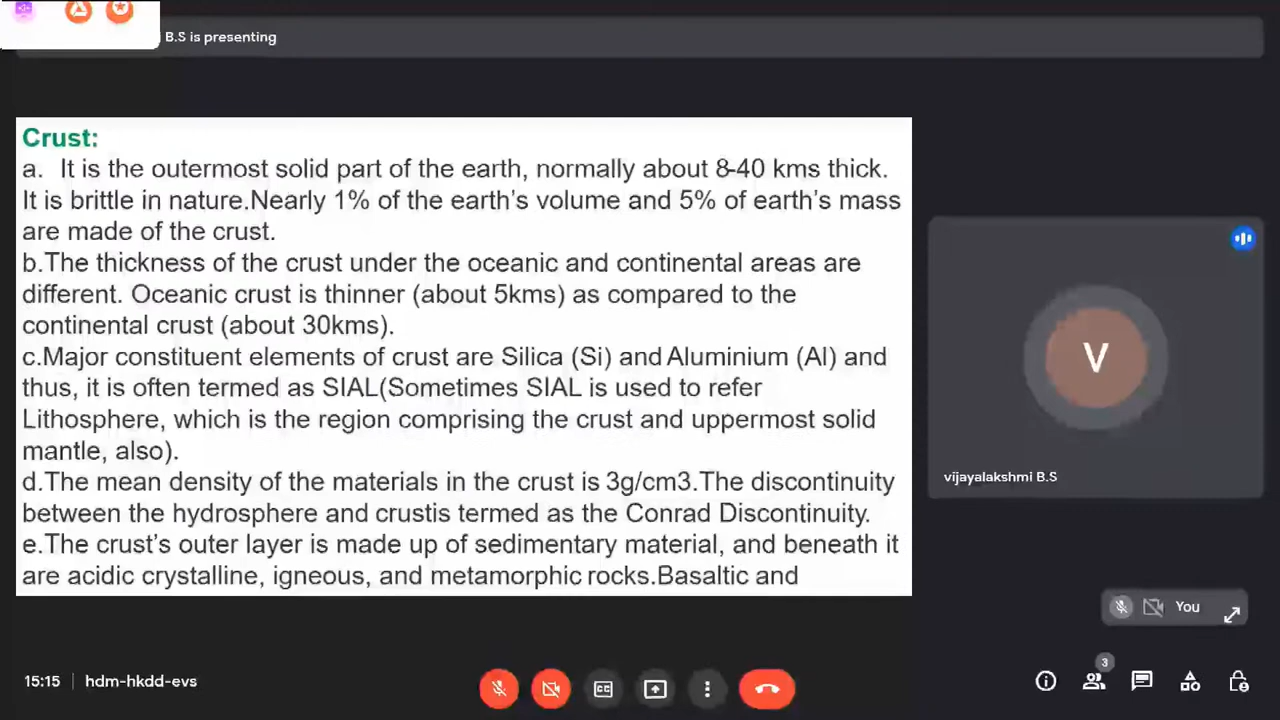 B.S is presenting
Crust:
a. It is the outermost solid part of the earth, normally about 8-40 kms thick.
It is brittle in nature.Nearly 1% of the earth's volume and 5% of earth's mass
are made of the crust.
b.The thickness of the crust under the oceanic and continental areas are
different. Oceanic crust is thinner (about 5kms) as compared to the
continental crust (about 30kms).
c.Major constituent elements of crust are Silica (Si) and Aluminium (Al) and
thus, it is often termed as SIAL(Sometimes SIAL is used to refer
Lithosphere, which is the region comprising the crust and uppermost solid
mantle, also).
d.The mean density of the materials in the crust is 3g/cm3.The discontinuity
between the hydrosphere and crustis termed as the Conrad Discontinuity.
e.The crust's outer layer is made up of sedimentary material, and beneath it
are acidic crystalline, igneous, and metamorphic rocks.Basaltic and
V
vijayalakshmi B.S
You
15:15 | hdm-hkdd-evs
CC
3